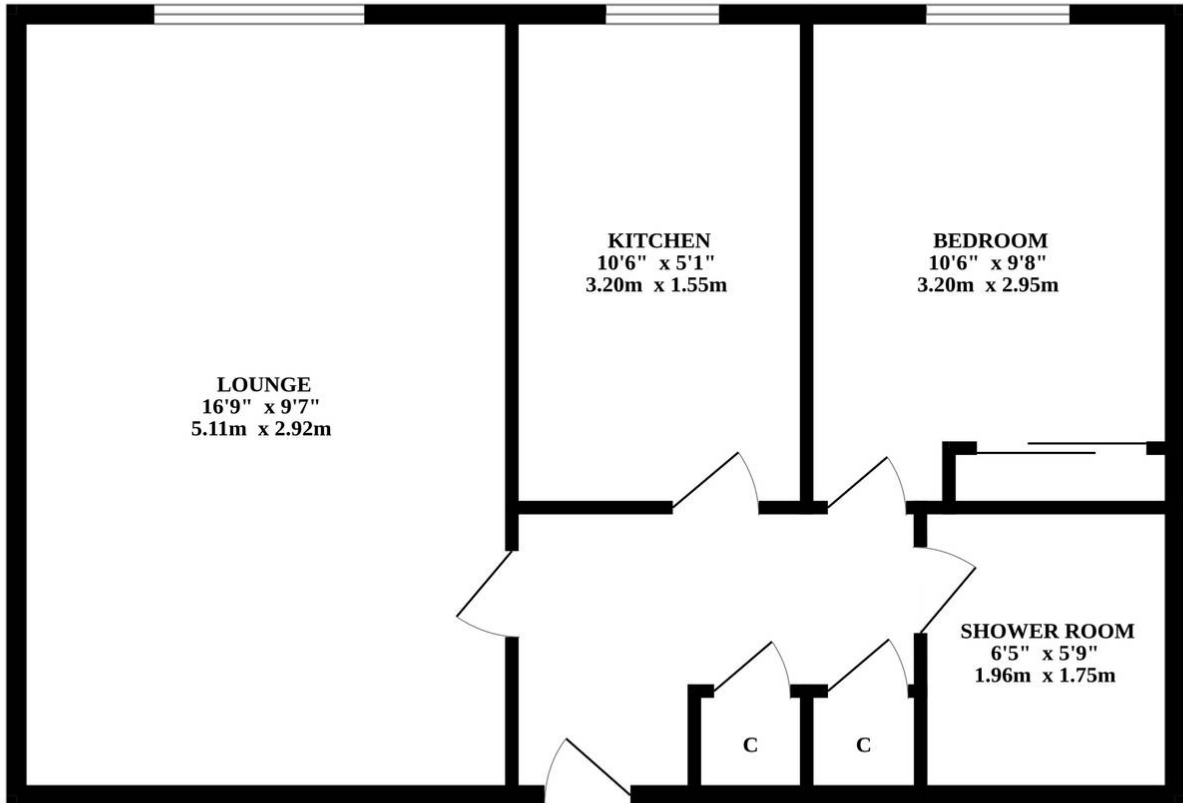 KITCHEN
10'6" x 5'1"
3.20m x 1.55m
BEDROOM
10'6" x 9'8"
3.20m x 2.95m
LOUNGE
16'9" x 9'7"
5.11m x 2.92m
SHOWER ROOM
6'5" x 5'9"
1.96m x 1.75m
C
C